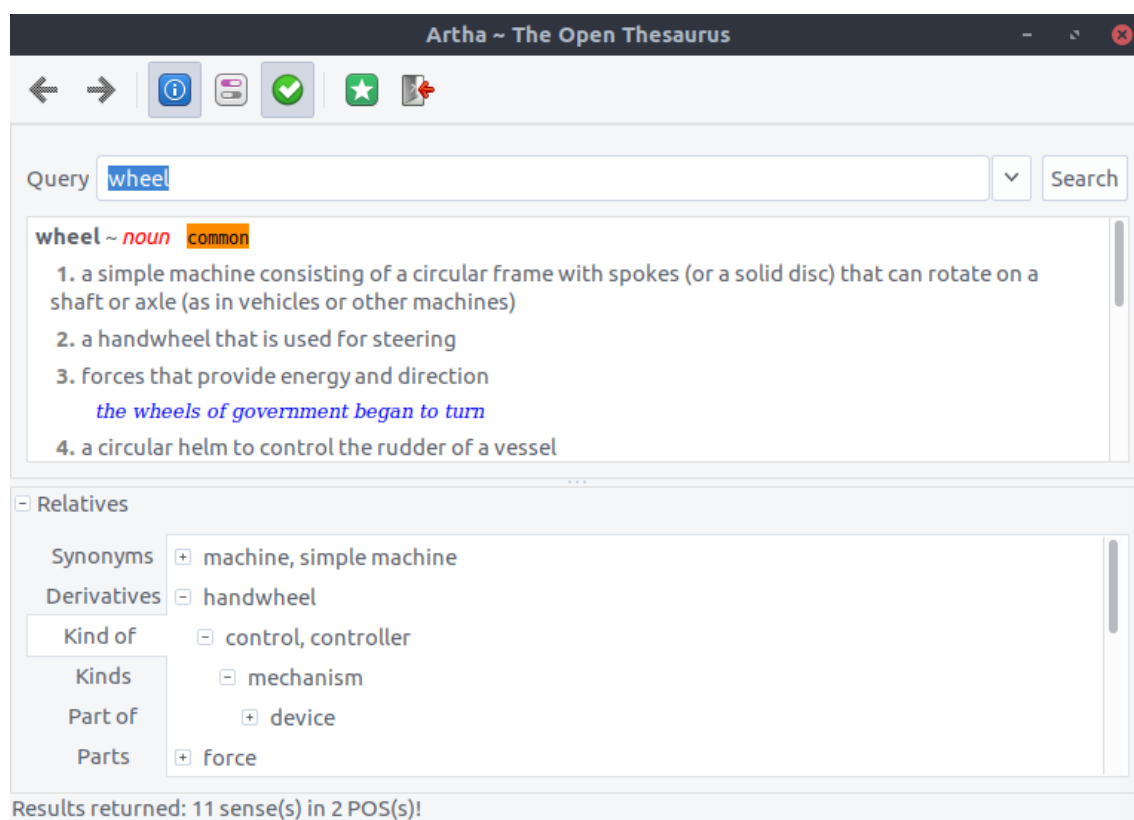 Artha ~ The Open Thesaurus
Query wheel Search
wheel ~ noun common
1. a simple machine consisting of a circular frame with spokes (or a solid disc) that can rotate on a
shaft or axle (as in vehicles or other machines)
2. a handwheel that is used for steering
3. forces that provide energy and direction
the wheels of government began to turn
4. a circular helm to control the rudder of a vessel
Relatives
Synonyms machine, simple machine
Derivatives handwheel
Kind of control, controller
Kinds mechanism
Part of device
Parts force
Results returned: 11 sense(s) in 2 POS(s)!